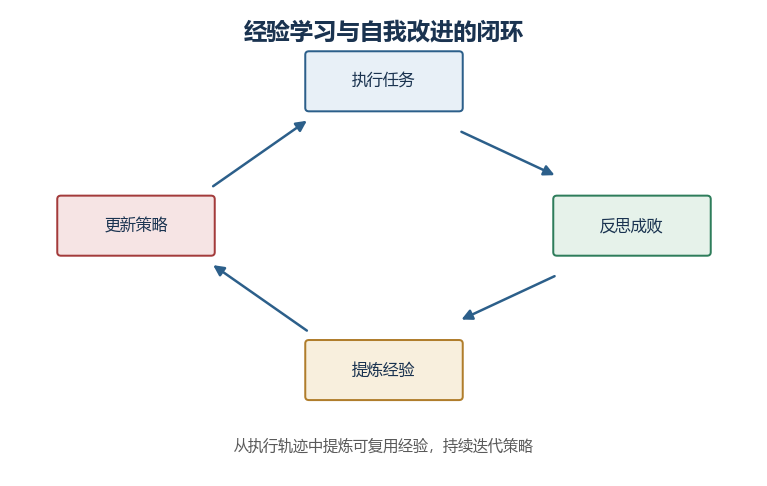 经验学习与自我改进的闭环
执行任务
更新策略
反思成败
提炼经验
从执行轨迹中提炼可复用经验，持续迭代策略